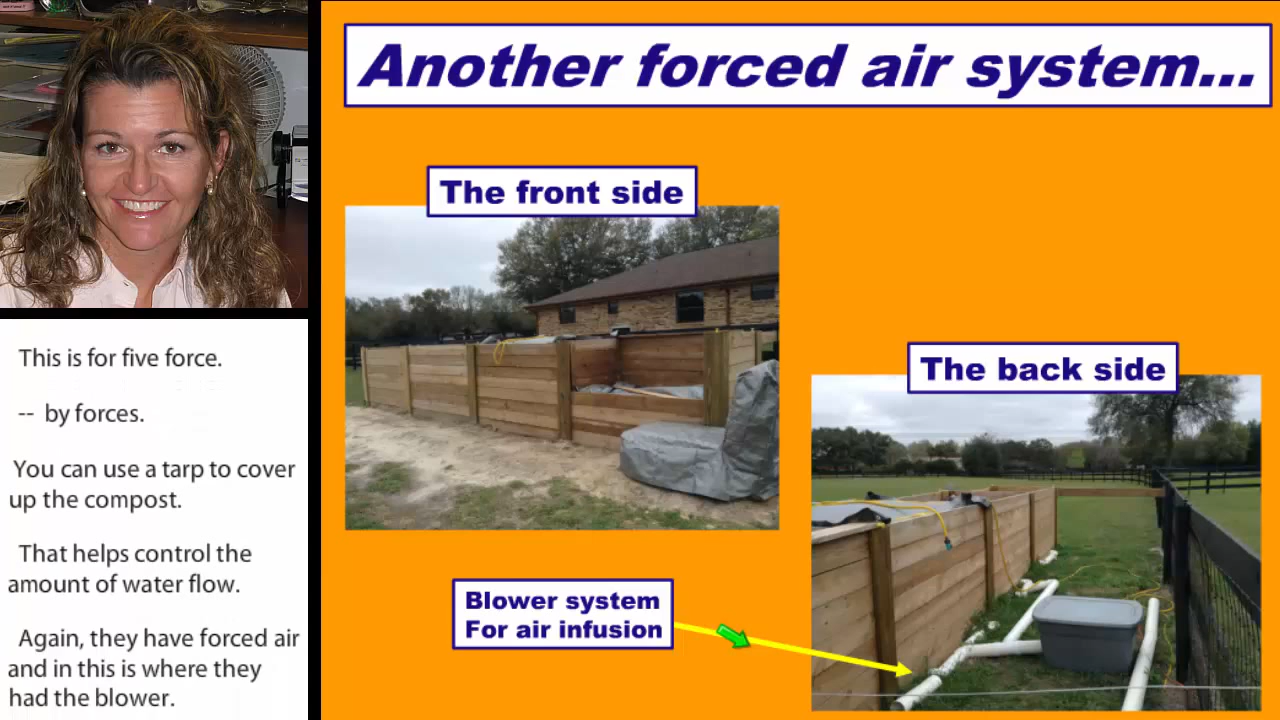 Another forced air system...
The front side
The back side
Blower system
For air infusion
This is for five force.
-- by forces.
You can use a tarp to cover
up the compost.
That helps control the
amount of water flow.
Again, they have forced air
and in this is where they
had the blower.